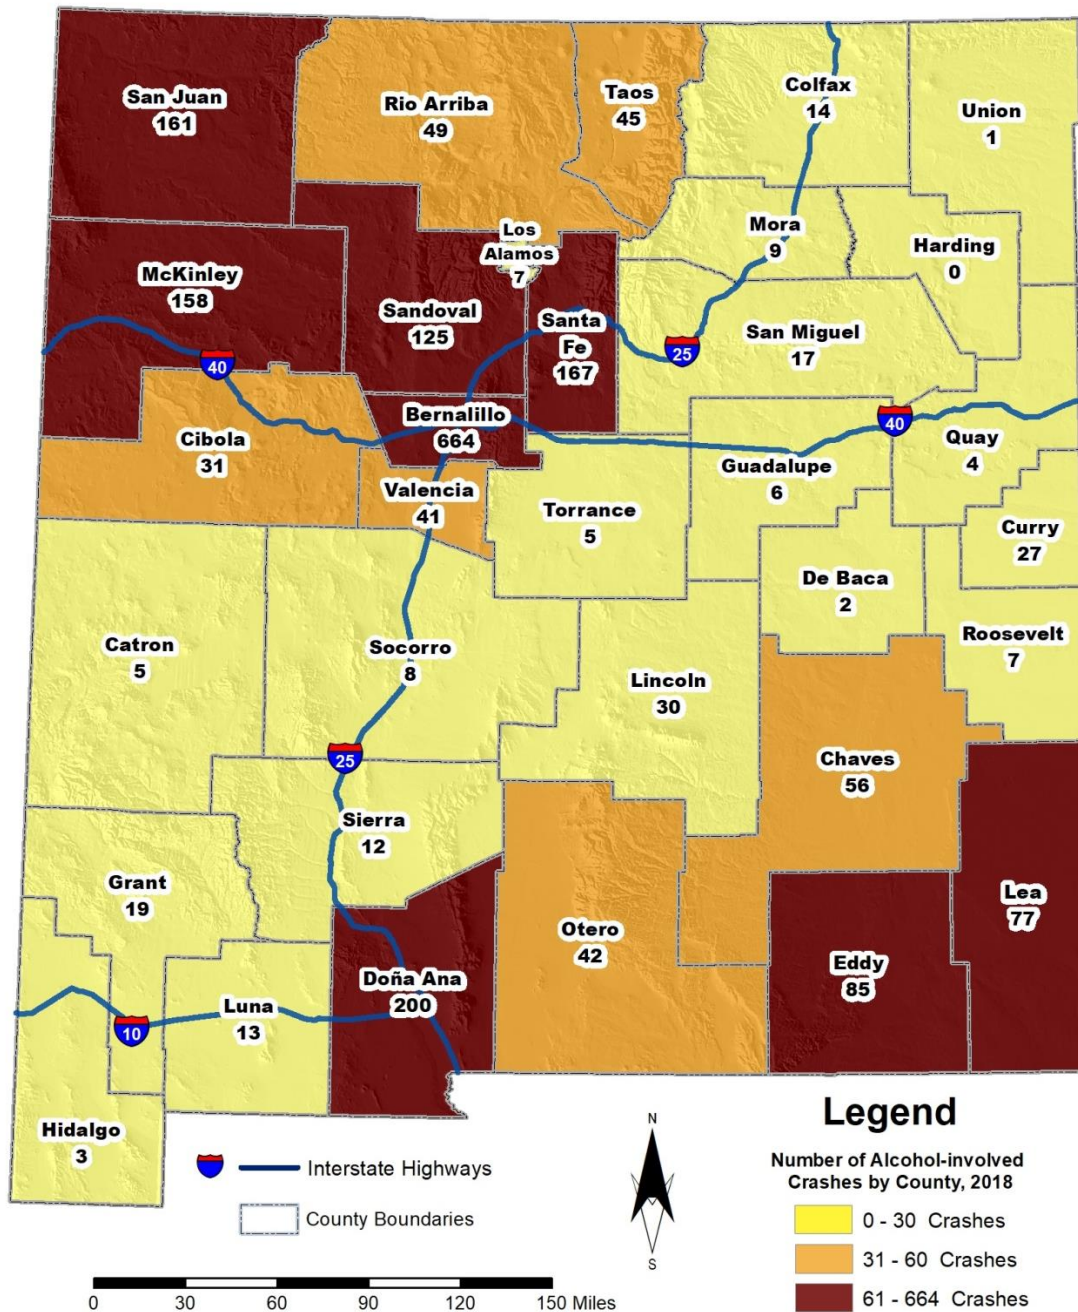 San Juan
161
Rio Arriba
49
Taos
45
Colfax
14
Union
1
McKinley
158
Sandoval
125
Los
Alamos
7
Santa
Fe
167
Mora
9
Harding
0
San Miguel
17
25
40
Cibola
31
Bernalillo
664
Valencia
41
Torrance
5
Guadalupe
6
40
Quay
4
Curry
27
De Baca
2
Roosevelt
7
Catron
5
Socorro
8
Lincoln
30
Chaves
56
25
Sierra
12
Grant
19
Otero
42
Eddy
85
Lea
77
Doña Ana
200
Luna
13
10
Hidalgo
3
Interstate Highways
County Boundaries
0 30 60 90 120 150 Miles
N
S
Legend
Number of Alcohol-involved
Crashes by County, 2018
0 - 30 Crashes
31 - 60 Crashes
61 - 664 Crashes